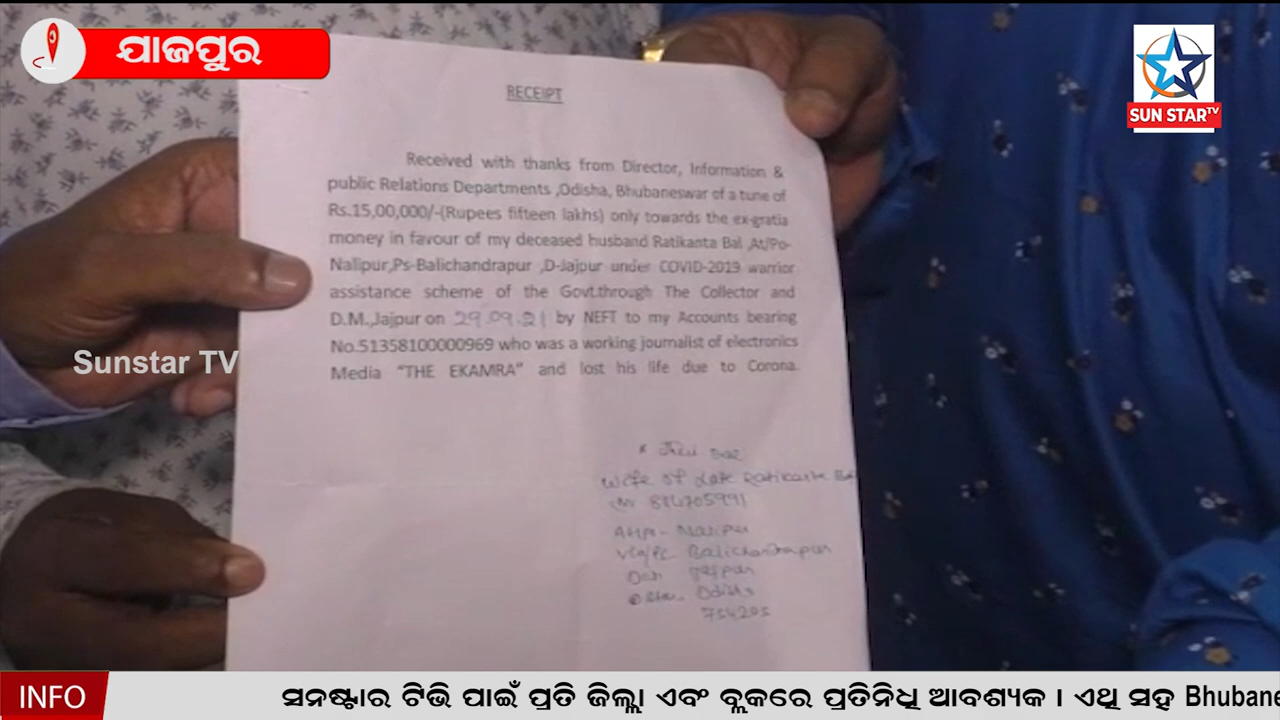 ଯାଜପୁର
SUN STAR TV
RECEIPT
Received with thanks from Director, Information &
public Relations Departments ,Odisha, Bhubaneswar of a tune of
Rs.15,00,000/-(Rupees fifteen lakhs) only towards the ex-gratia
money in favour of my deceased husband Ratikanta Bal ,At/Po-
Nalipur,Ps-Balichandrapur ,D-Jajpur under COVID-2019 warrior
assistance scheme of the Govt.through The Collector and
D.M.,Jajpur on 29.09.21 by NEFT to my Accounts bearing
No.51358100000969 who was a working journalist of electronics
Media "THE EKAMRA" and lost his life due to Corona.
Sunstar TV
Wife of Late Ratikanta
Nalipur
Balichandrapur
Jajpur
Odisha
754205
INFO
ସନଷ୍ଟାର ଟିଭି ପାଇଁ ପ୍ରତି ଜିଲ୍ଲା ଏବଂ ବ୍ଲକରେ ପ୍ରତିନିଧି ଆବଶ୍ୟକ । ଏଥି ସହ Bhubane